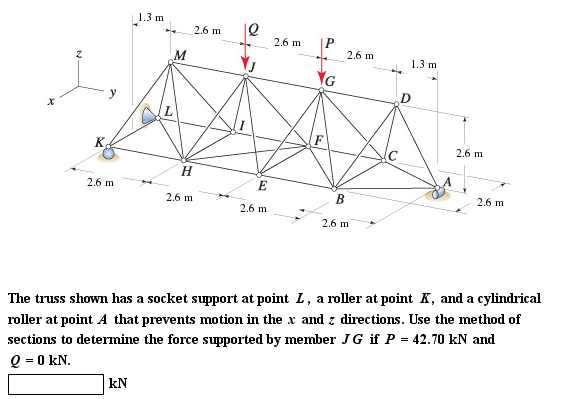 1.3 m
2.6 m
Q
2.6 m
P
2.6 m
1.3 m
z
M
J
G
D
x
y
L
I
F
C
2.6 m
K
H
E
B
A
2.6 m
2.6 m
2.6 m
2.6 m
2.6 m
The truss shown has a socket support at point L, a roller at point K, and a cylindrical
roller at point A that prevents motion in the x and z directions. Use the method of
sections to determine the force supported by member JG if P = 42.70 kN and
Q = 0 kN.
kN